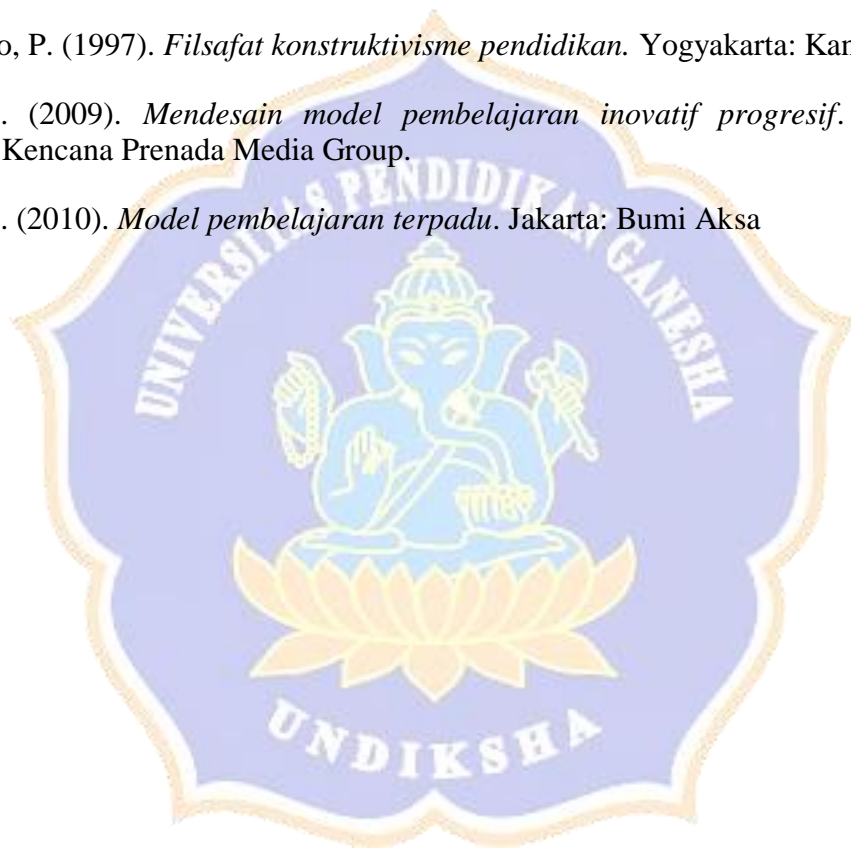 o, P. (1997). Filsafat konstruktivisme pendidikan. Yogyakarta: Kan
. (2009). Mendesain model pembelajaran inovatif progresif.
Kencana Prenada Media Group.
. (2010). Model pembelajaran terpadu. Jakarta: Bumi Aksa
UNIVERSITAS PENDIDIKAN GANESHA
UNDIKSHA